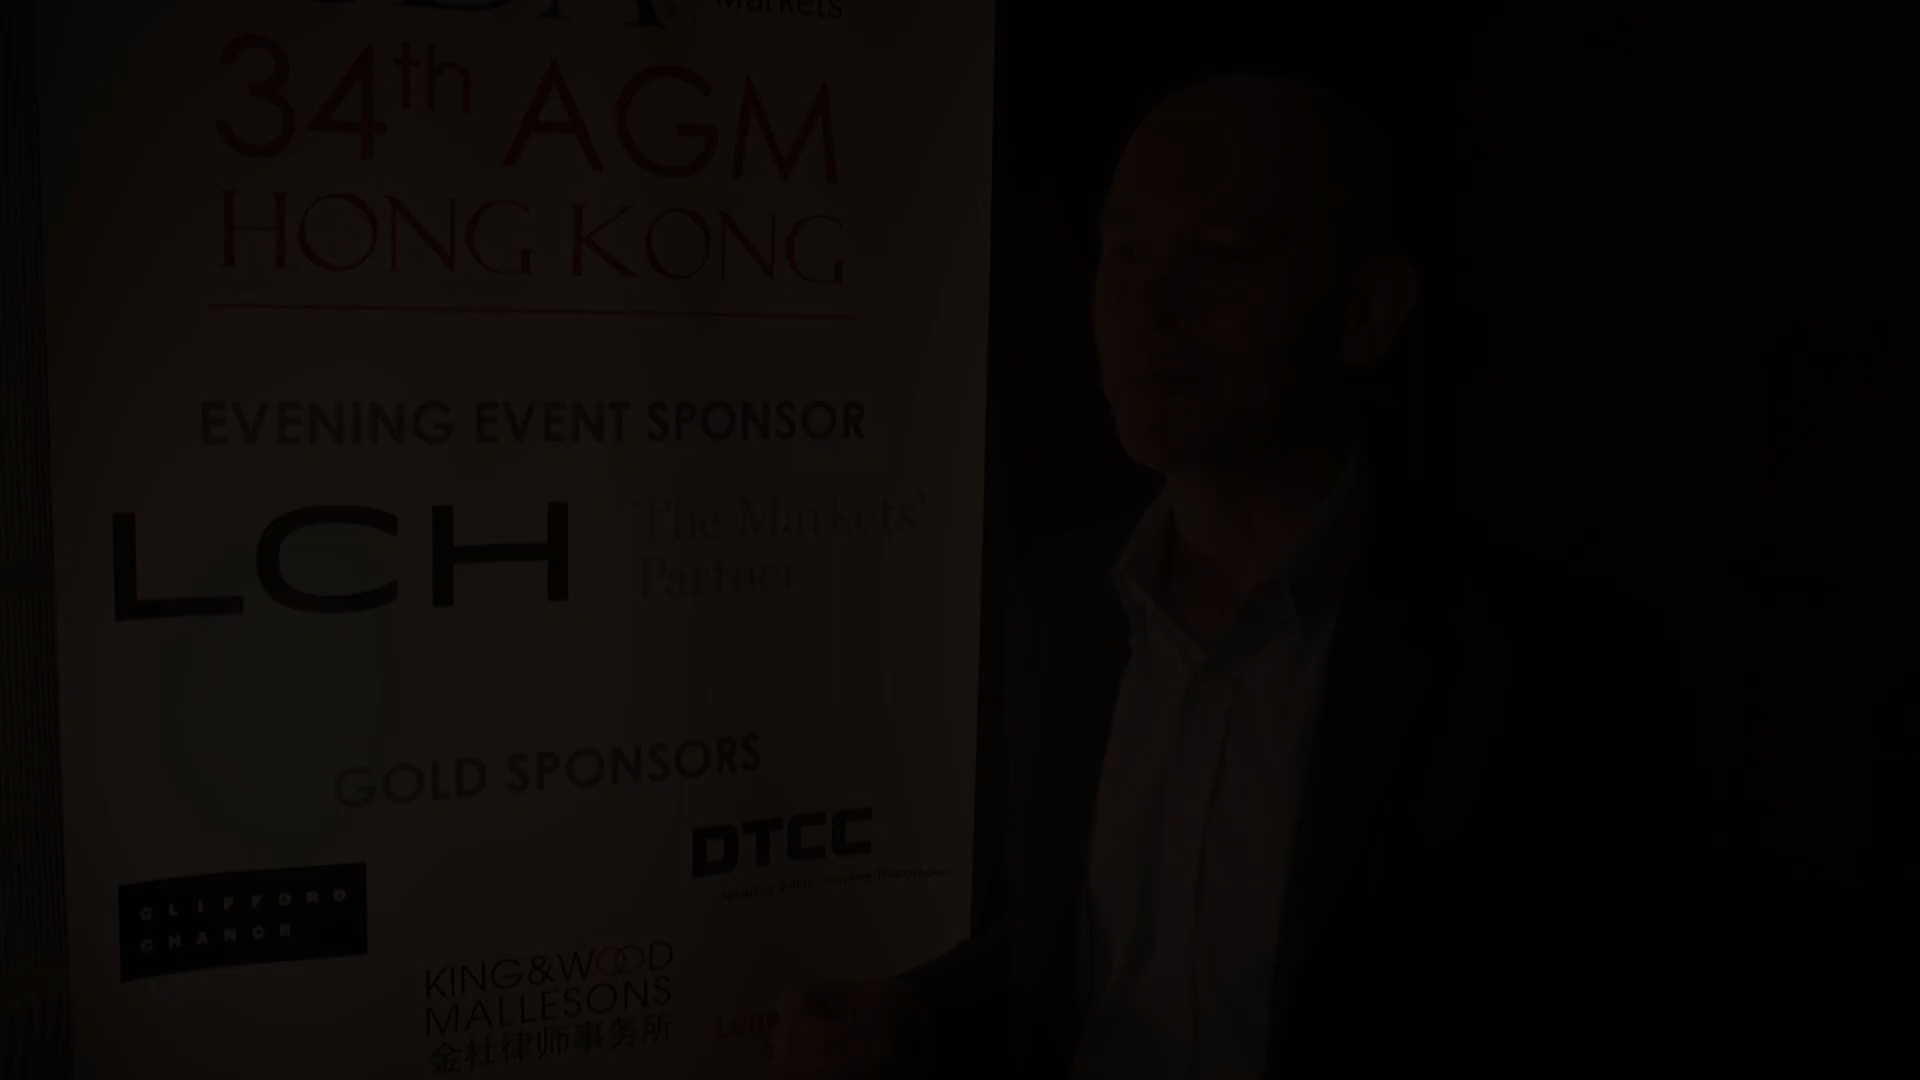 Markets
34th AGM
HONG KONG
EVENING EVENT SPONSOR
LCH
The Markets'
Partner
GOLD SPONSORS
DTCC
CLIFFORD
CHANCE
KING&WOOD
MALLESONS
金杜律师事务所